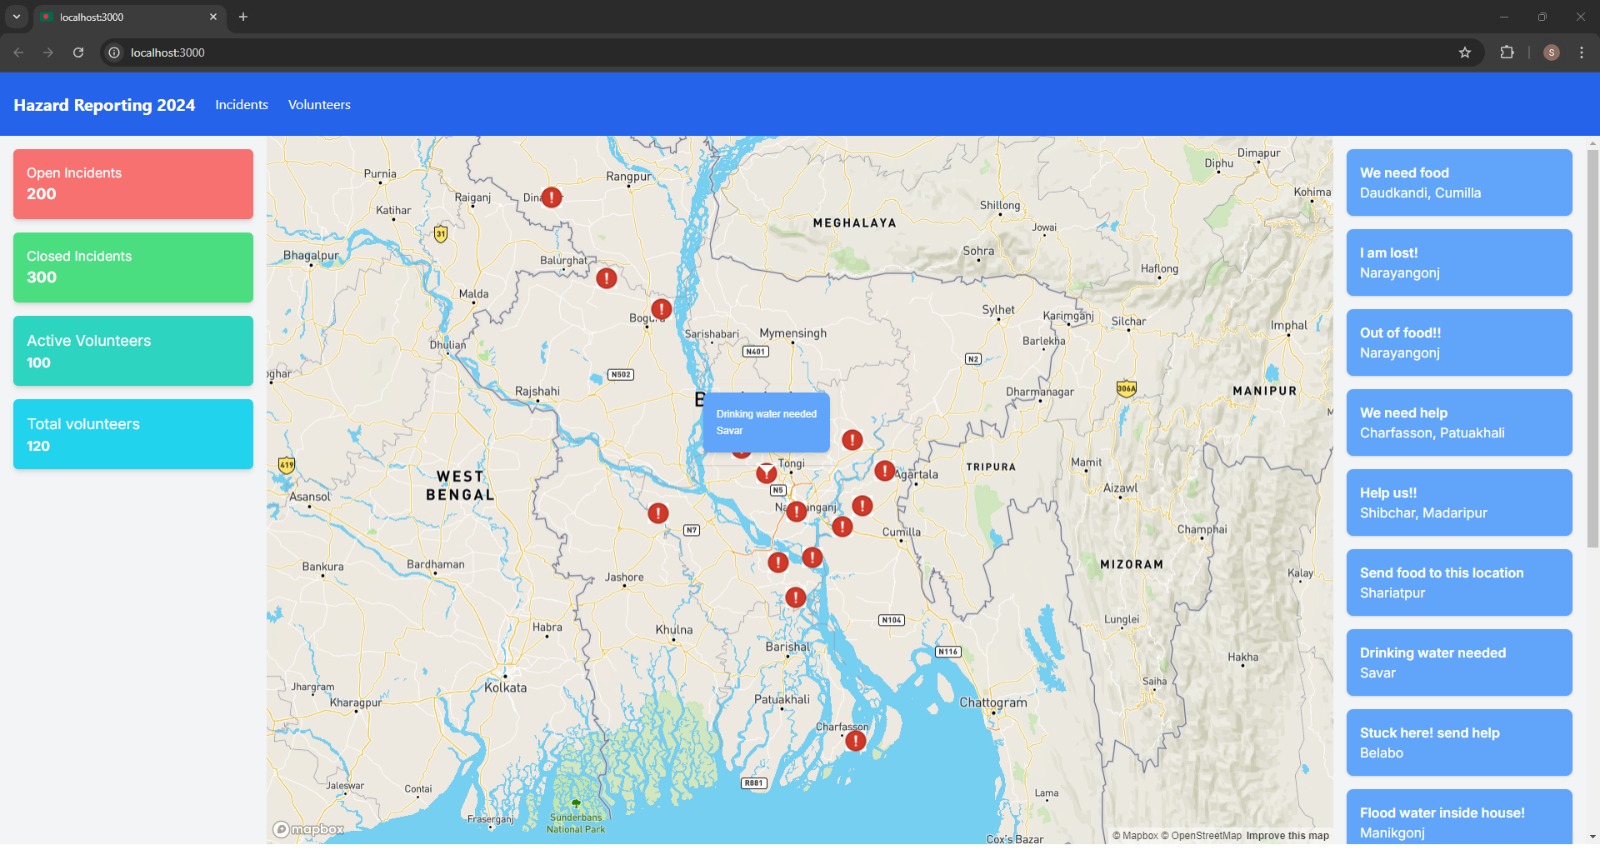 localhost:3000
localhost:3000
S
Hazard Reporting 2024
Incidents
Volunteers
Open Incidents
200
Closed Incidents
300
Active Volunteers
100
Total volunteers
120
Purnia
Katihar
Raiganj
Rangpur
31
Bhagalpur
Balurghat
Malda
Dhulian
Sarishabari
Mymensingh
N401
N502
Rajshahi
MEGHALAYA
Shillong
Jowai
Sohra
Diphu
Dimapur
Kohima
Haflong
Sylhet
Karimganj
Silchar
Imphal
Barlekha
N2
Dharmanagar
306A
MANIPUR
Drinking water needed
Savar
Tongi
N5
Agartala
TRIPURA
Mamit
Aizawl
419
WEST
BENGAL
Asansol
N7
Cumilla
Champhai
Bankura
Bardhaman
Jashore
MIZORAM
Kalay
N104
Lunglei
Habra
Khulna
Barishal
N116
Hakha
Jhargram
Kharagpur
Kolkata
Patuakhali
Saiha
Chattogram
Charfasson
R881
Jaleswar
Contai
Lama
Fraserganj
Sunderbans
National Park
Cox's Bazar
mapbox
© Mapbox © OpenStreetMap Improve this map
We need food
Daudkandi, Cumilla
I am lost!
Narayangonj
Out of food!!
Narayangonj
We need help
Charfasson, Patuakhali
Help us!!
Shibchar, Madaripur
Send food to this location
Shariatpur
Drinking water needed
Savar
Stuck here! send help
Belabo
Flood water inside house!
Manikgonj